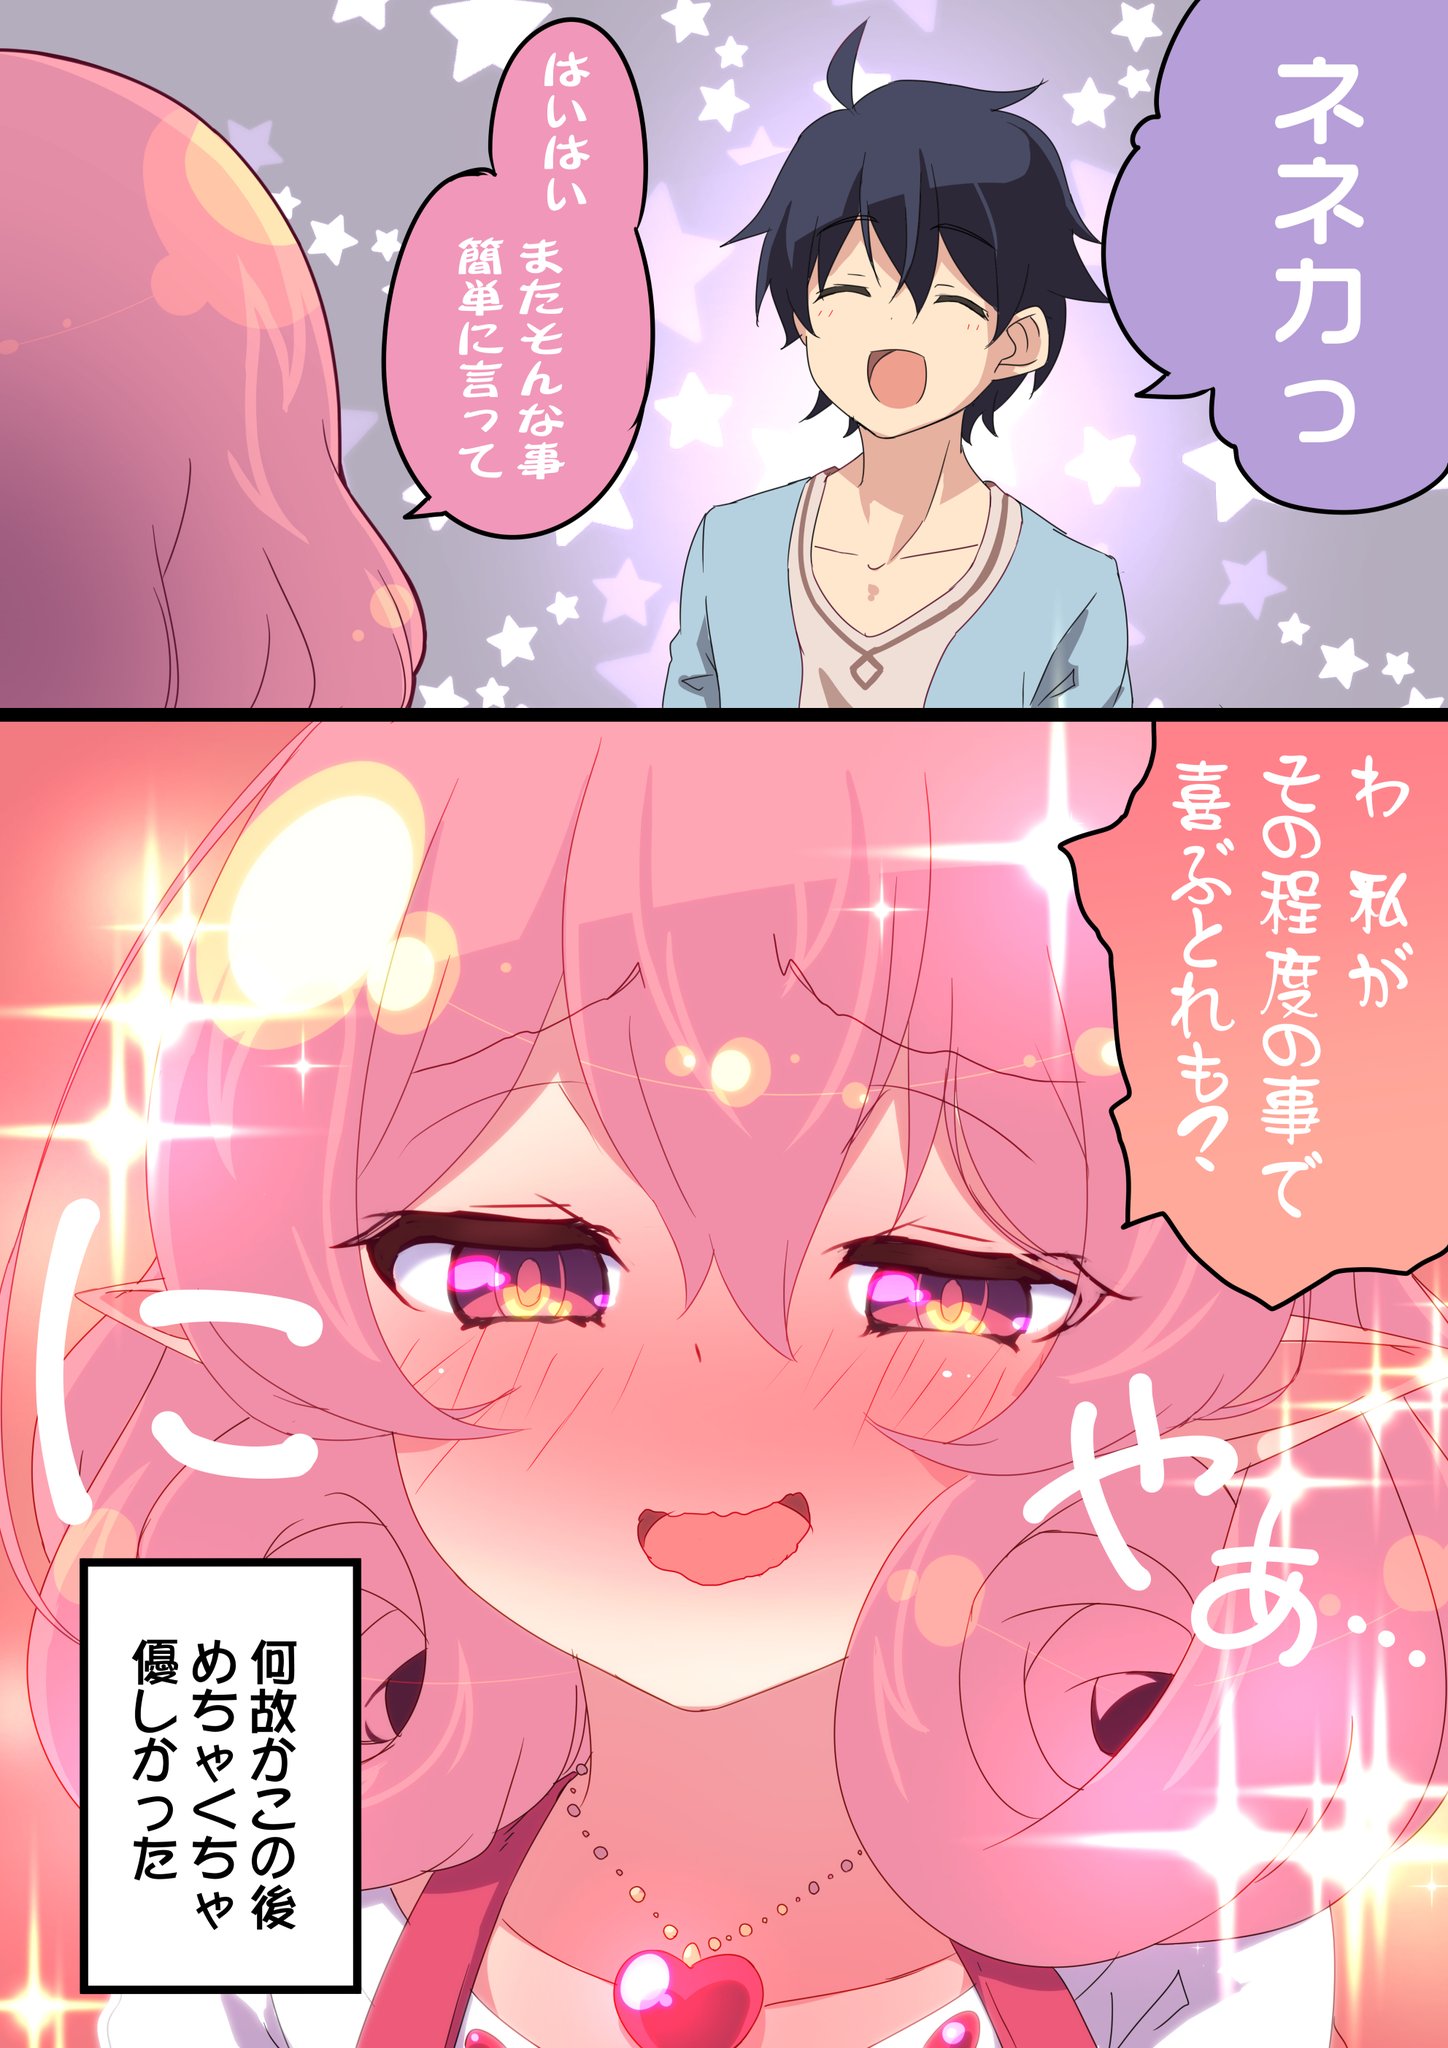 ネネカっ
はいはい
またそんな事
簡単に言って
わ 私が
その程度の事で
喜ぶとれも?
にやぁ…
何故かこの後
めちゃくちゃ
優しかった